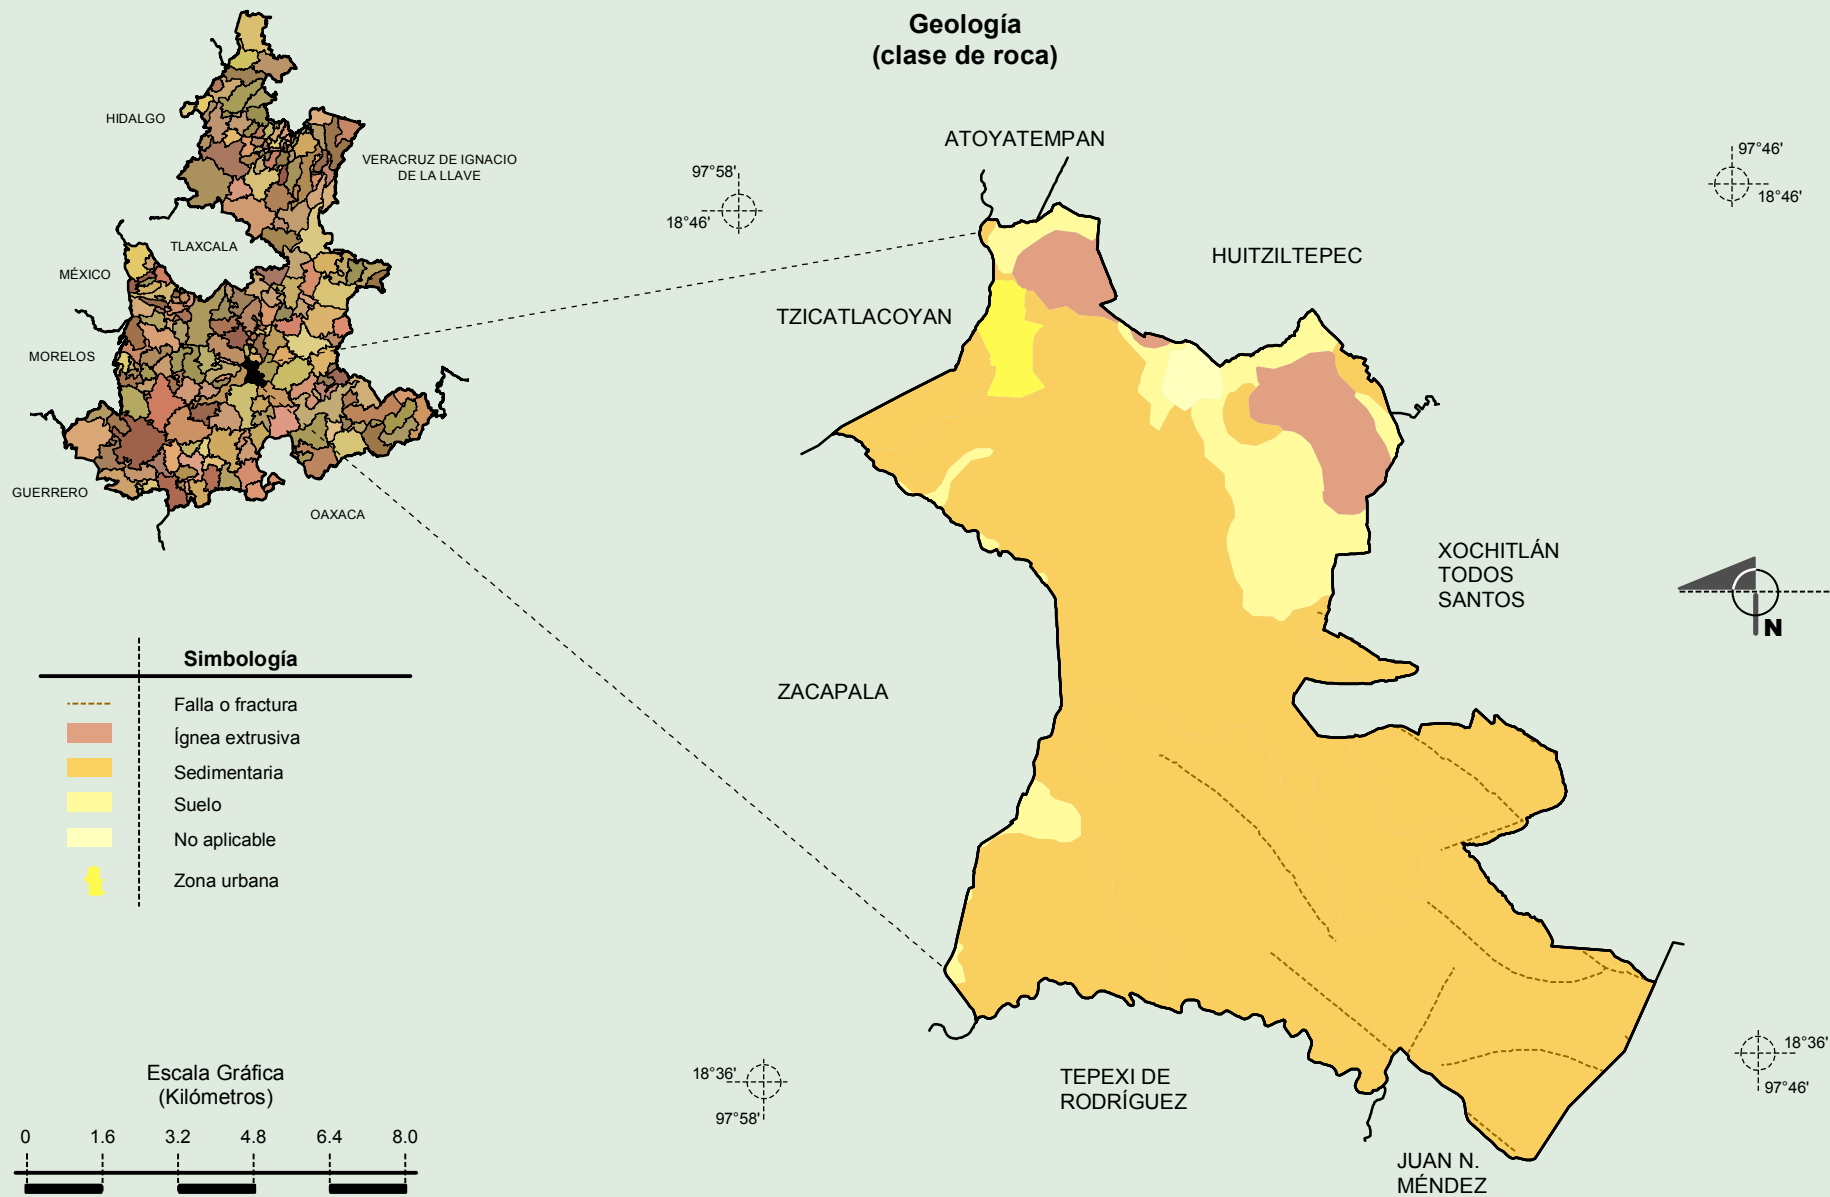 Geología
(clase de roca)
HIDALGO
VERACRUZ DE IGNACIO
DE LA LLAVE
TLAXCALA
MÉXICO
MORELOS
GUERRERO
OAXACA
97°58'
18°46'
97°46'
18°46'
ATOYATEMPAN
HUITZILTEPEC
TZICATLACOYAN
XOCHITLÁN
TODOS
SANTOS
ZACAPALA
N
Simbología
Falla o fractura
Ígnea extrusiva
Sedimentaria
Suelo
No aplicable
Zona urbana
18°36'
97°58'
18°36'
97°46'
TEPEXI DE
RODRÍGUEZ
JUAN N.
MÉNDEZ
Escala Gráfica
(Kilómetros)
0 1.6 3.2 4.8 6.4 8.0